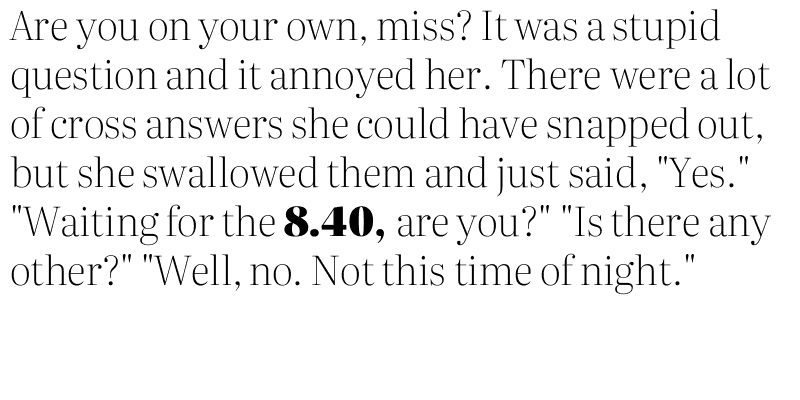 Are you on your own, miss? It was a stupid
question and it annoyed her. There were a lot
of cross answers she could have snapped out,
but she swallowed them and just said, "Yes."
"Waiting for the 8.40, are you?" "Is there any
other?" "Well, no. Not this time of night."